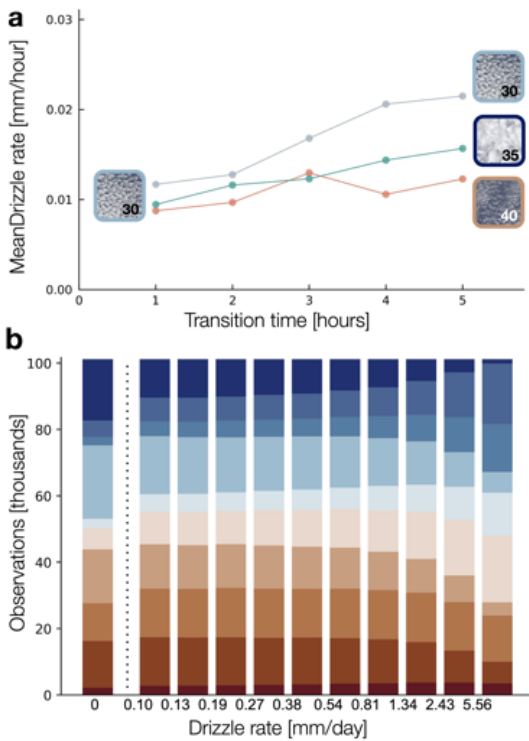 a
MeanDrizzle rate [mm/hour]
0.03
0.02
0.01
0.00
30
30
35
40
0 1 2 3 4 5
Transition time [hours]
b
Observations [thousands]
100
80
60
40
20
0
0 0.10 0.13 0.19 0.27 0.38 0.54 0.81 1.34 2.43 5.56
Drizzle rate [mm/day]